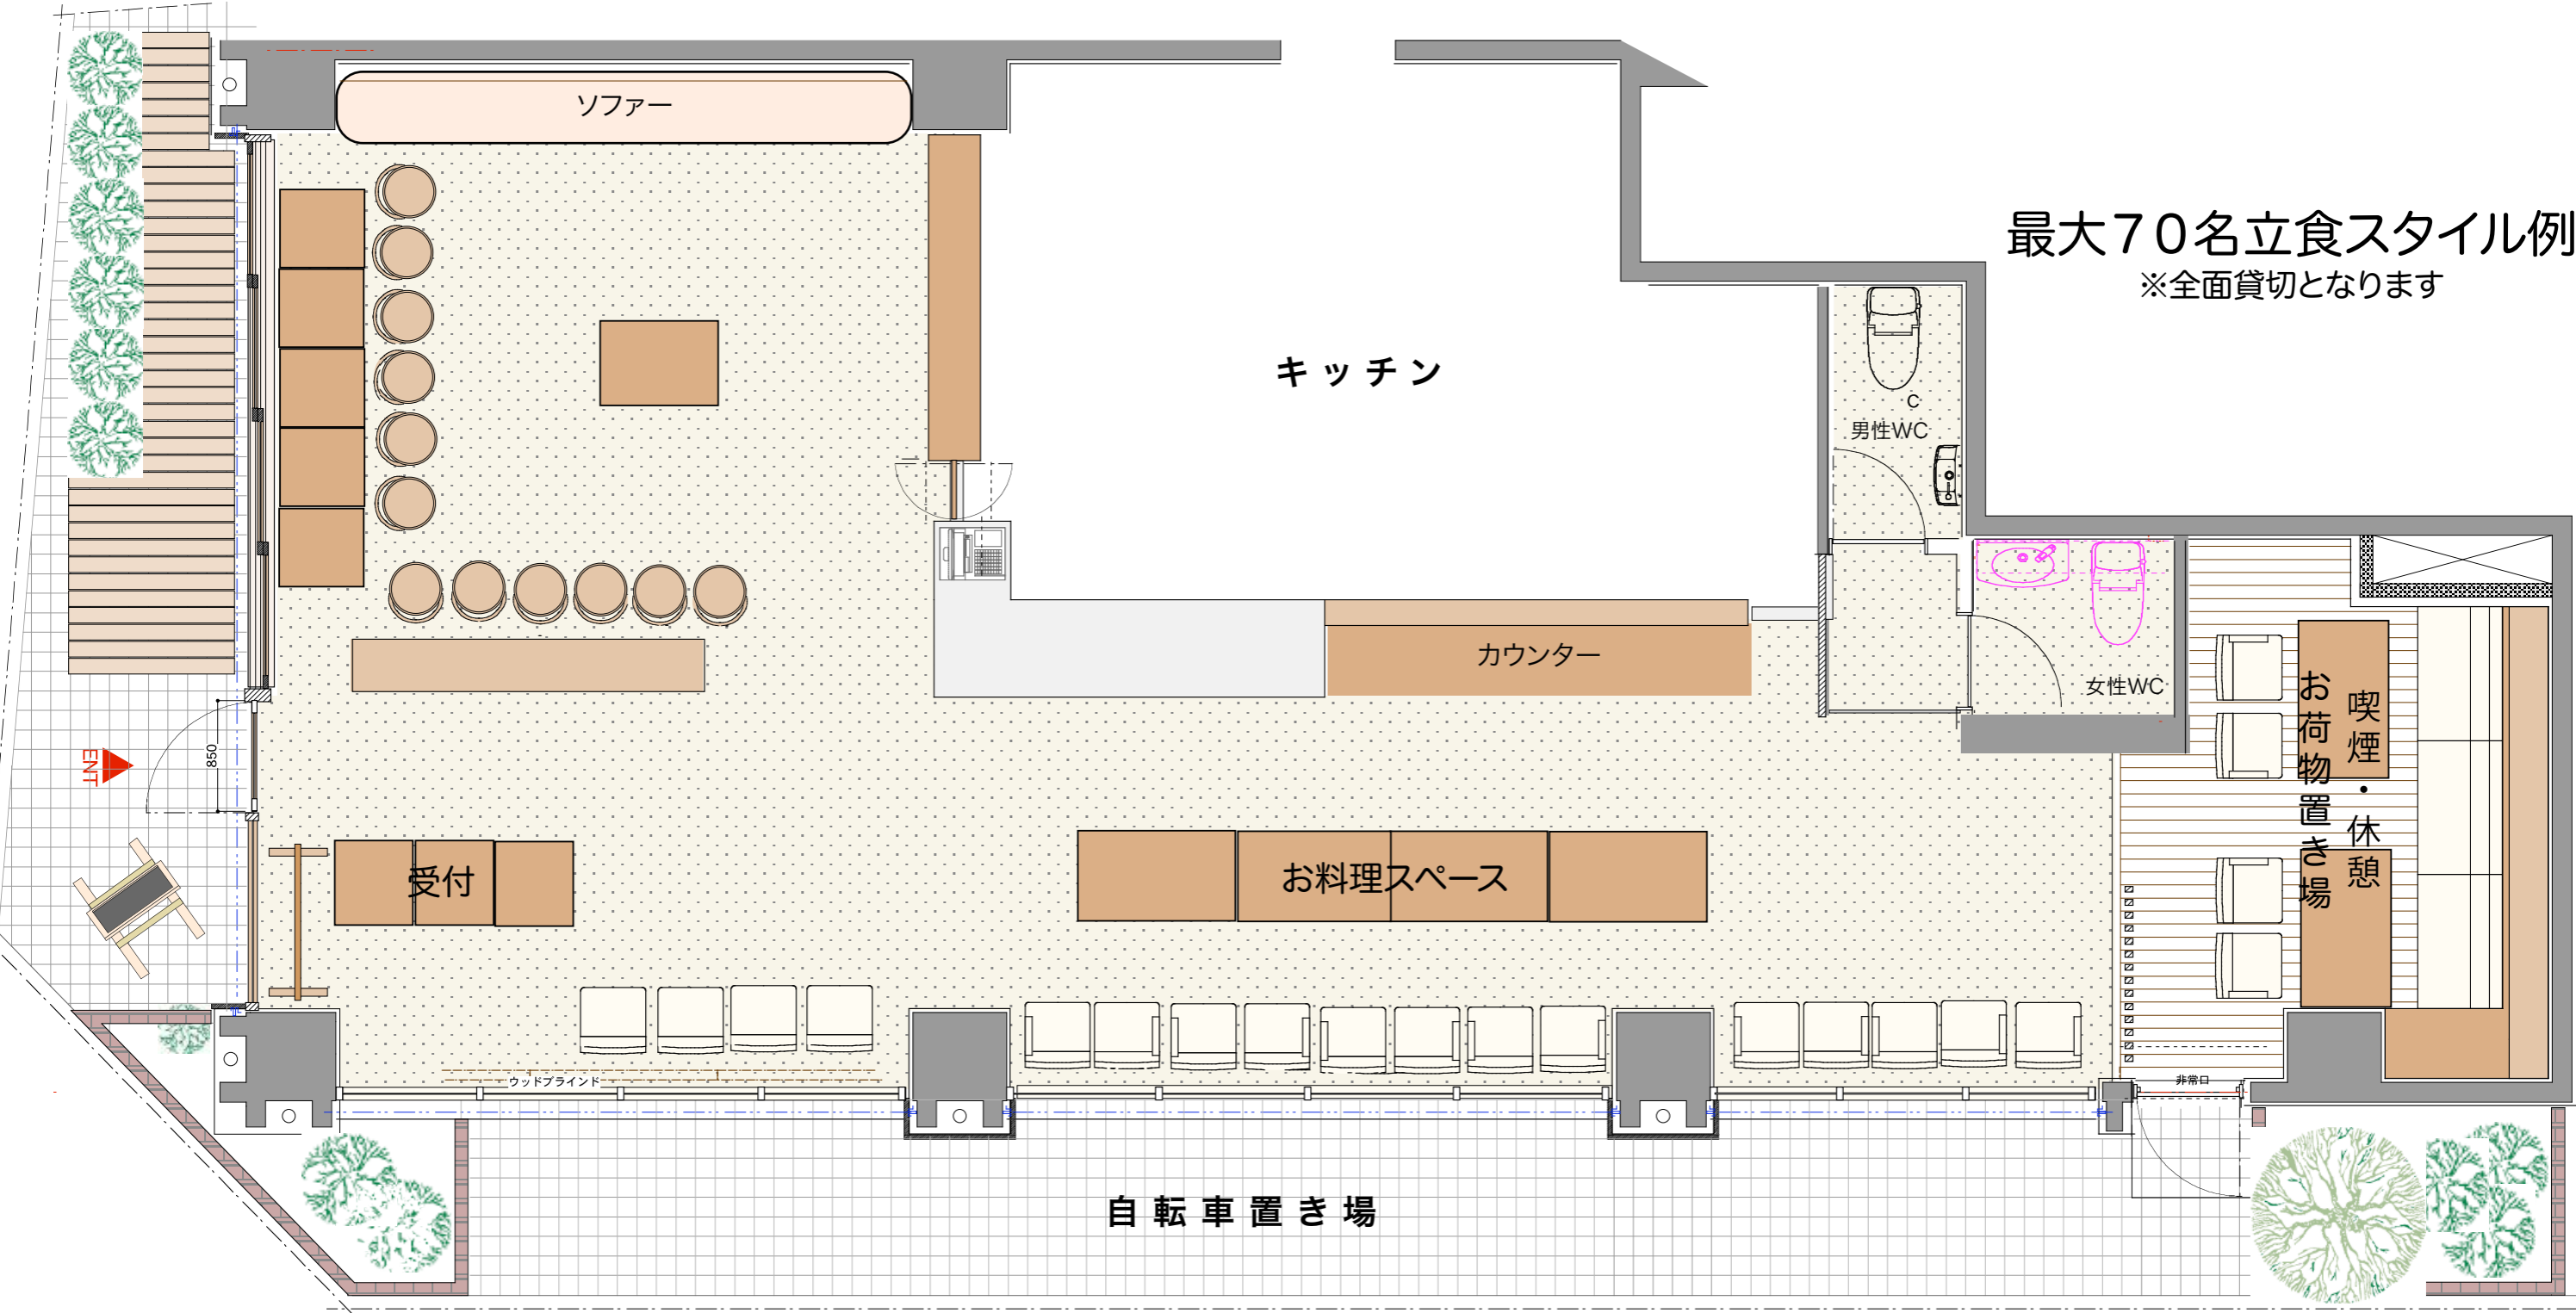 ソファー
最大７０名立食スタイル例
※全面貸切となります
キッチン
C
男性WC
カウンター
女性WC
喫煙・休憩
お荷物置き場
850
ENT
受付
お料理スペース
ウッドブラインド
非常口
自転車置き場